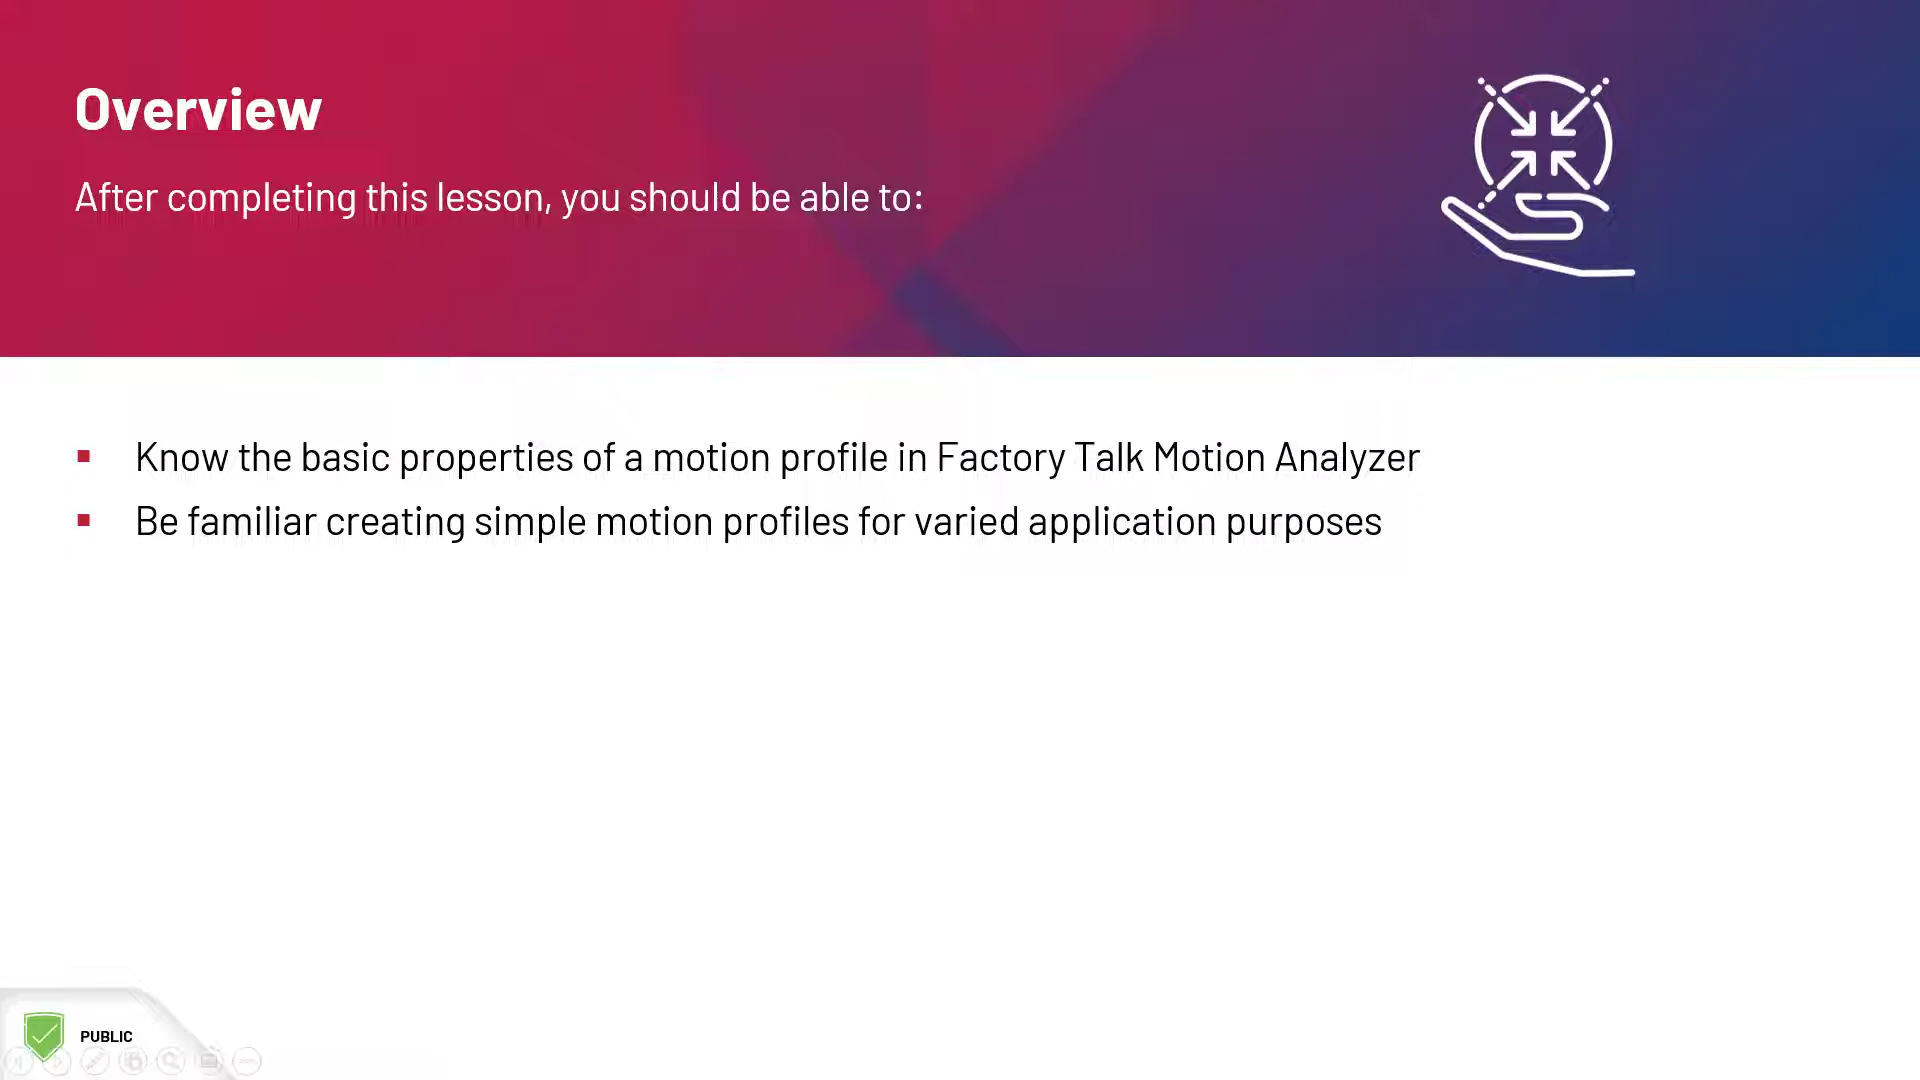 Overview
After completing this lesson, you should be able to:
Know the basic properties of a motion profile in Factory Talk Motion Analyzer
Be familiar creating simple motion profiles for varied application purposes
PUBLIC